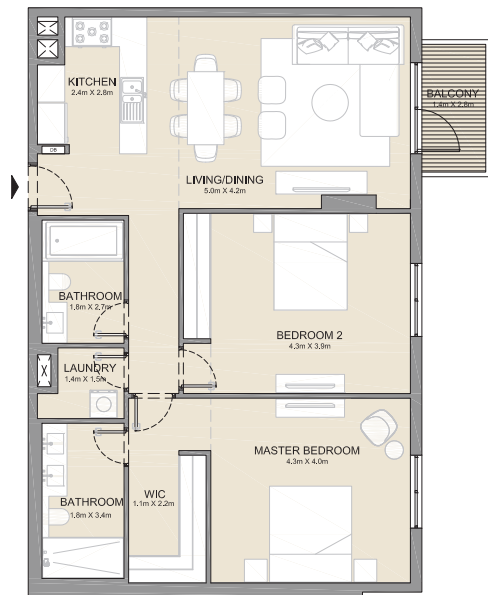 KITCHEN
2.4m X 2.8m
BALCONY
1.4m X 2.8m
DB
LIVING/DINING
5.0m X 4.2m
BATHROOM
1.8m X 2.7m
BEDROOM 2
4.3m X 3.9m
LAUNDRY
1.4m X 1.5m
MASTER BEDROOM
4.3m X 4.0m
WIC
1.1m X 2.2m
BATHROOM
1.8m X 3.4m